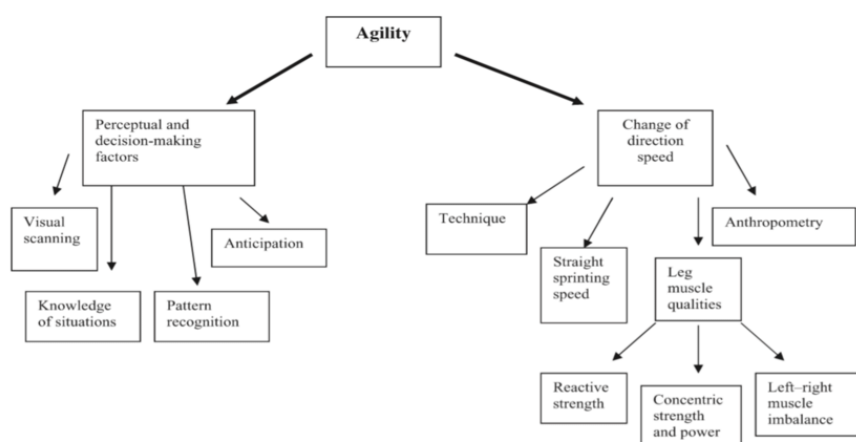 Agility
Perceptual and
decision-making
factors
Change of
direction
speed
Visual
scanning
Anticipation
Knowledge
of situations
Pattern
recognition
Technique
Straight
sprinting
speed
Leg
muscle
qualities
Anthropometry
Reactive
strength
Concentric
strength
and power
Left–right
muscle
imbalance